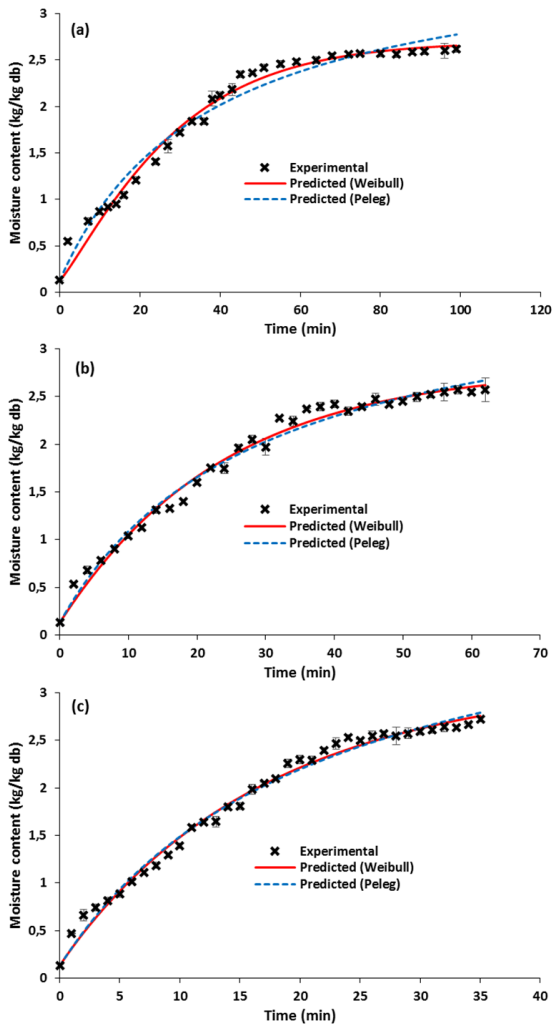 (a)
Moisture content (kg/kg db)
3
2,5
2
1,5
1
0,5
0
Experimental
Predicted (Weibull)
Predicted (Peleg)
0 20 40 60 80 100 120
Time (min)
(b)
Moisture content (kg/kg db)
3
2,5
2
1,5
1
0,5
0
Experimental
Predicted (Weibull)
Predicted (Peleg)
0 10 20 30 40 50 60 70
Time (min)
(c)
Moisture content (kg/kg db)
3
2,5
2
1,5
1
0,5
0
Experimental
Predicted (Weibull)
Predicted (Peleg)
0 5 10 15 20 25 30 35 40
Time (min)